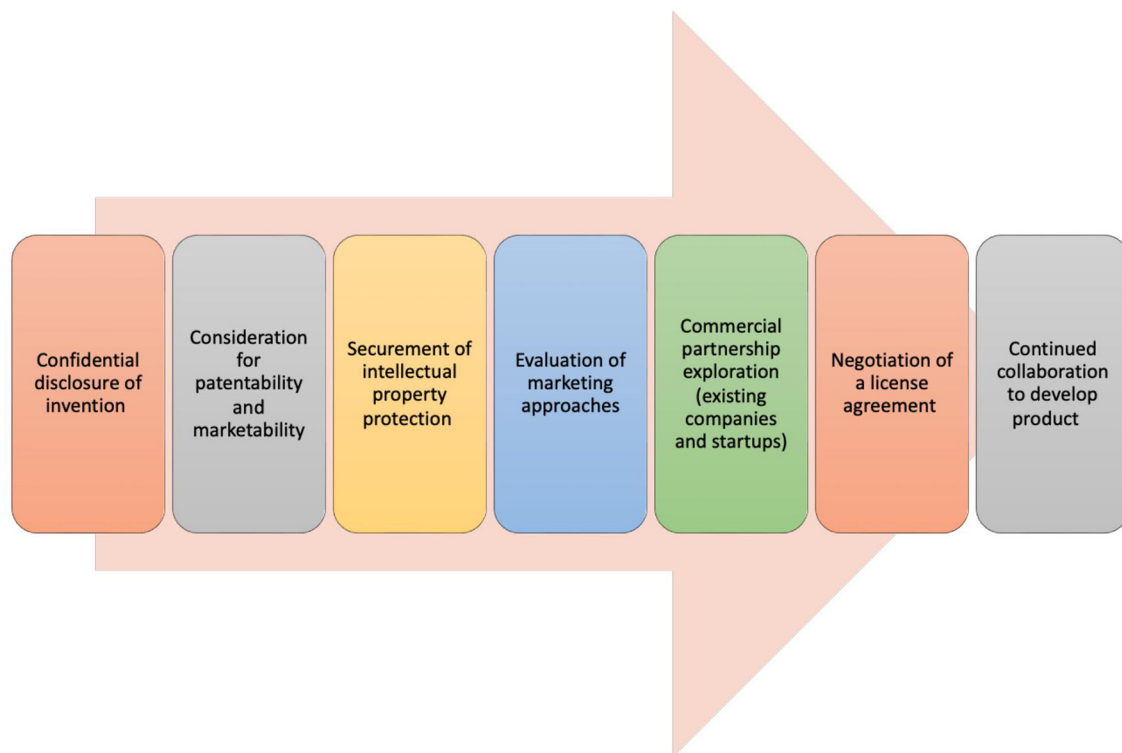 Confidential
disclosure of
invention
Consideration
for
patentability
and
marketability
Securement of
intellectual
property
protection
Evaluation of
marketing
approaches
Commercial
partnership
exploration
(existing
companies
and startups)
Negotiation of
a license
agreement
Continued
collaboration
to develop
product